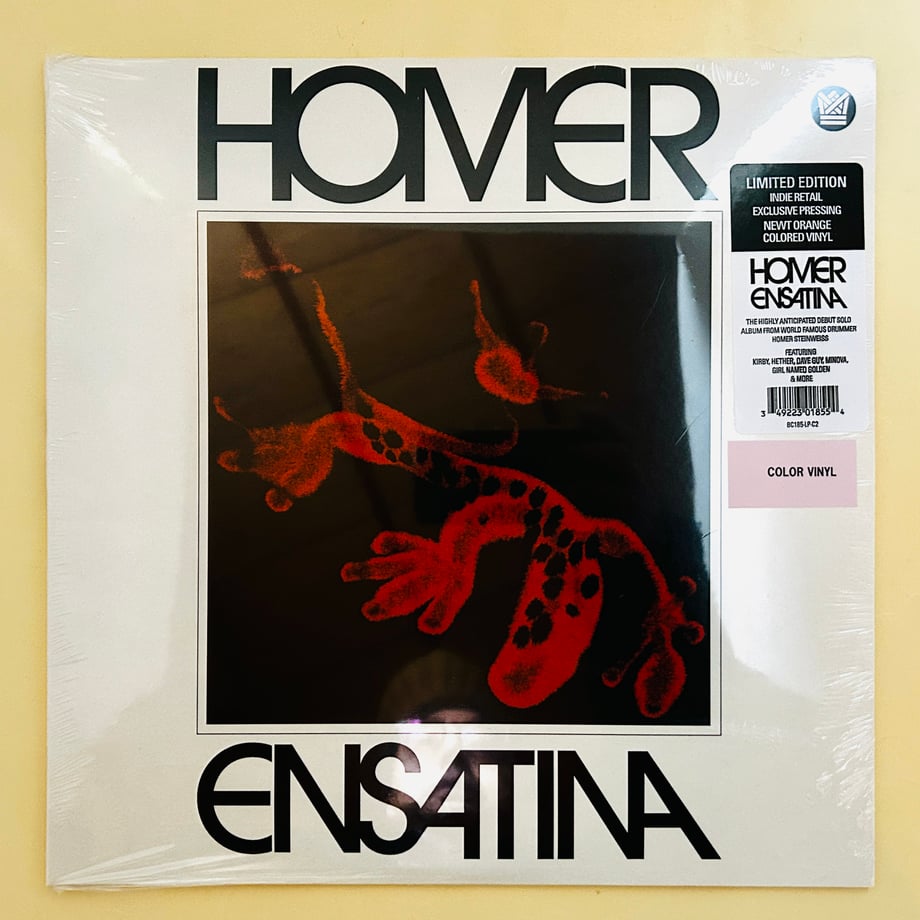 HOMER
LIMITED EDITION
INDIE RETAIL
EXCLUSIVE PRESSING
NEWT ORANGE
COLORED VINYL
HOMER
ENSATINA
THE HIGHLY ANTICIPATED DEBUT SOLO
ALBUM FROM WORLD FAMOUS DRUMMER
HOMER STEINWEISS
FEATURING
KIRBY, HETHER, DAVE GUY, MINOVA,
GIRL NAMED GOLDEN
& MORE
3 49223 01855 4
BC185-LP-C2
COLOR VINYL
ENSATINA